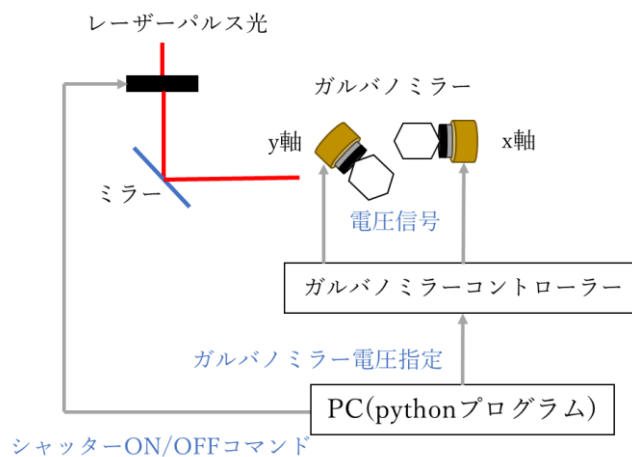 レーザーパルス光
ガルバノミラー
y軸
x軸
ミラー
電圧信号
ガルバノミラーコントローラー
ガルバノミラー電圧指定
PC(pythonプログラム)
シャッターON/OFFコマンド